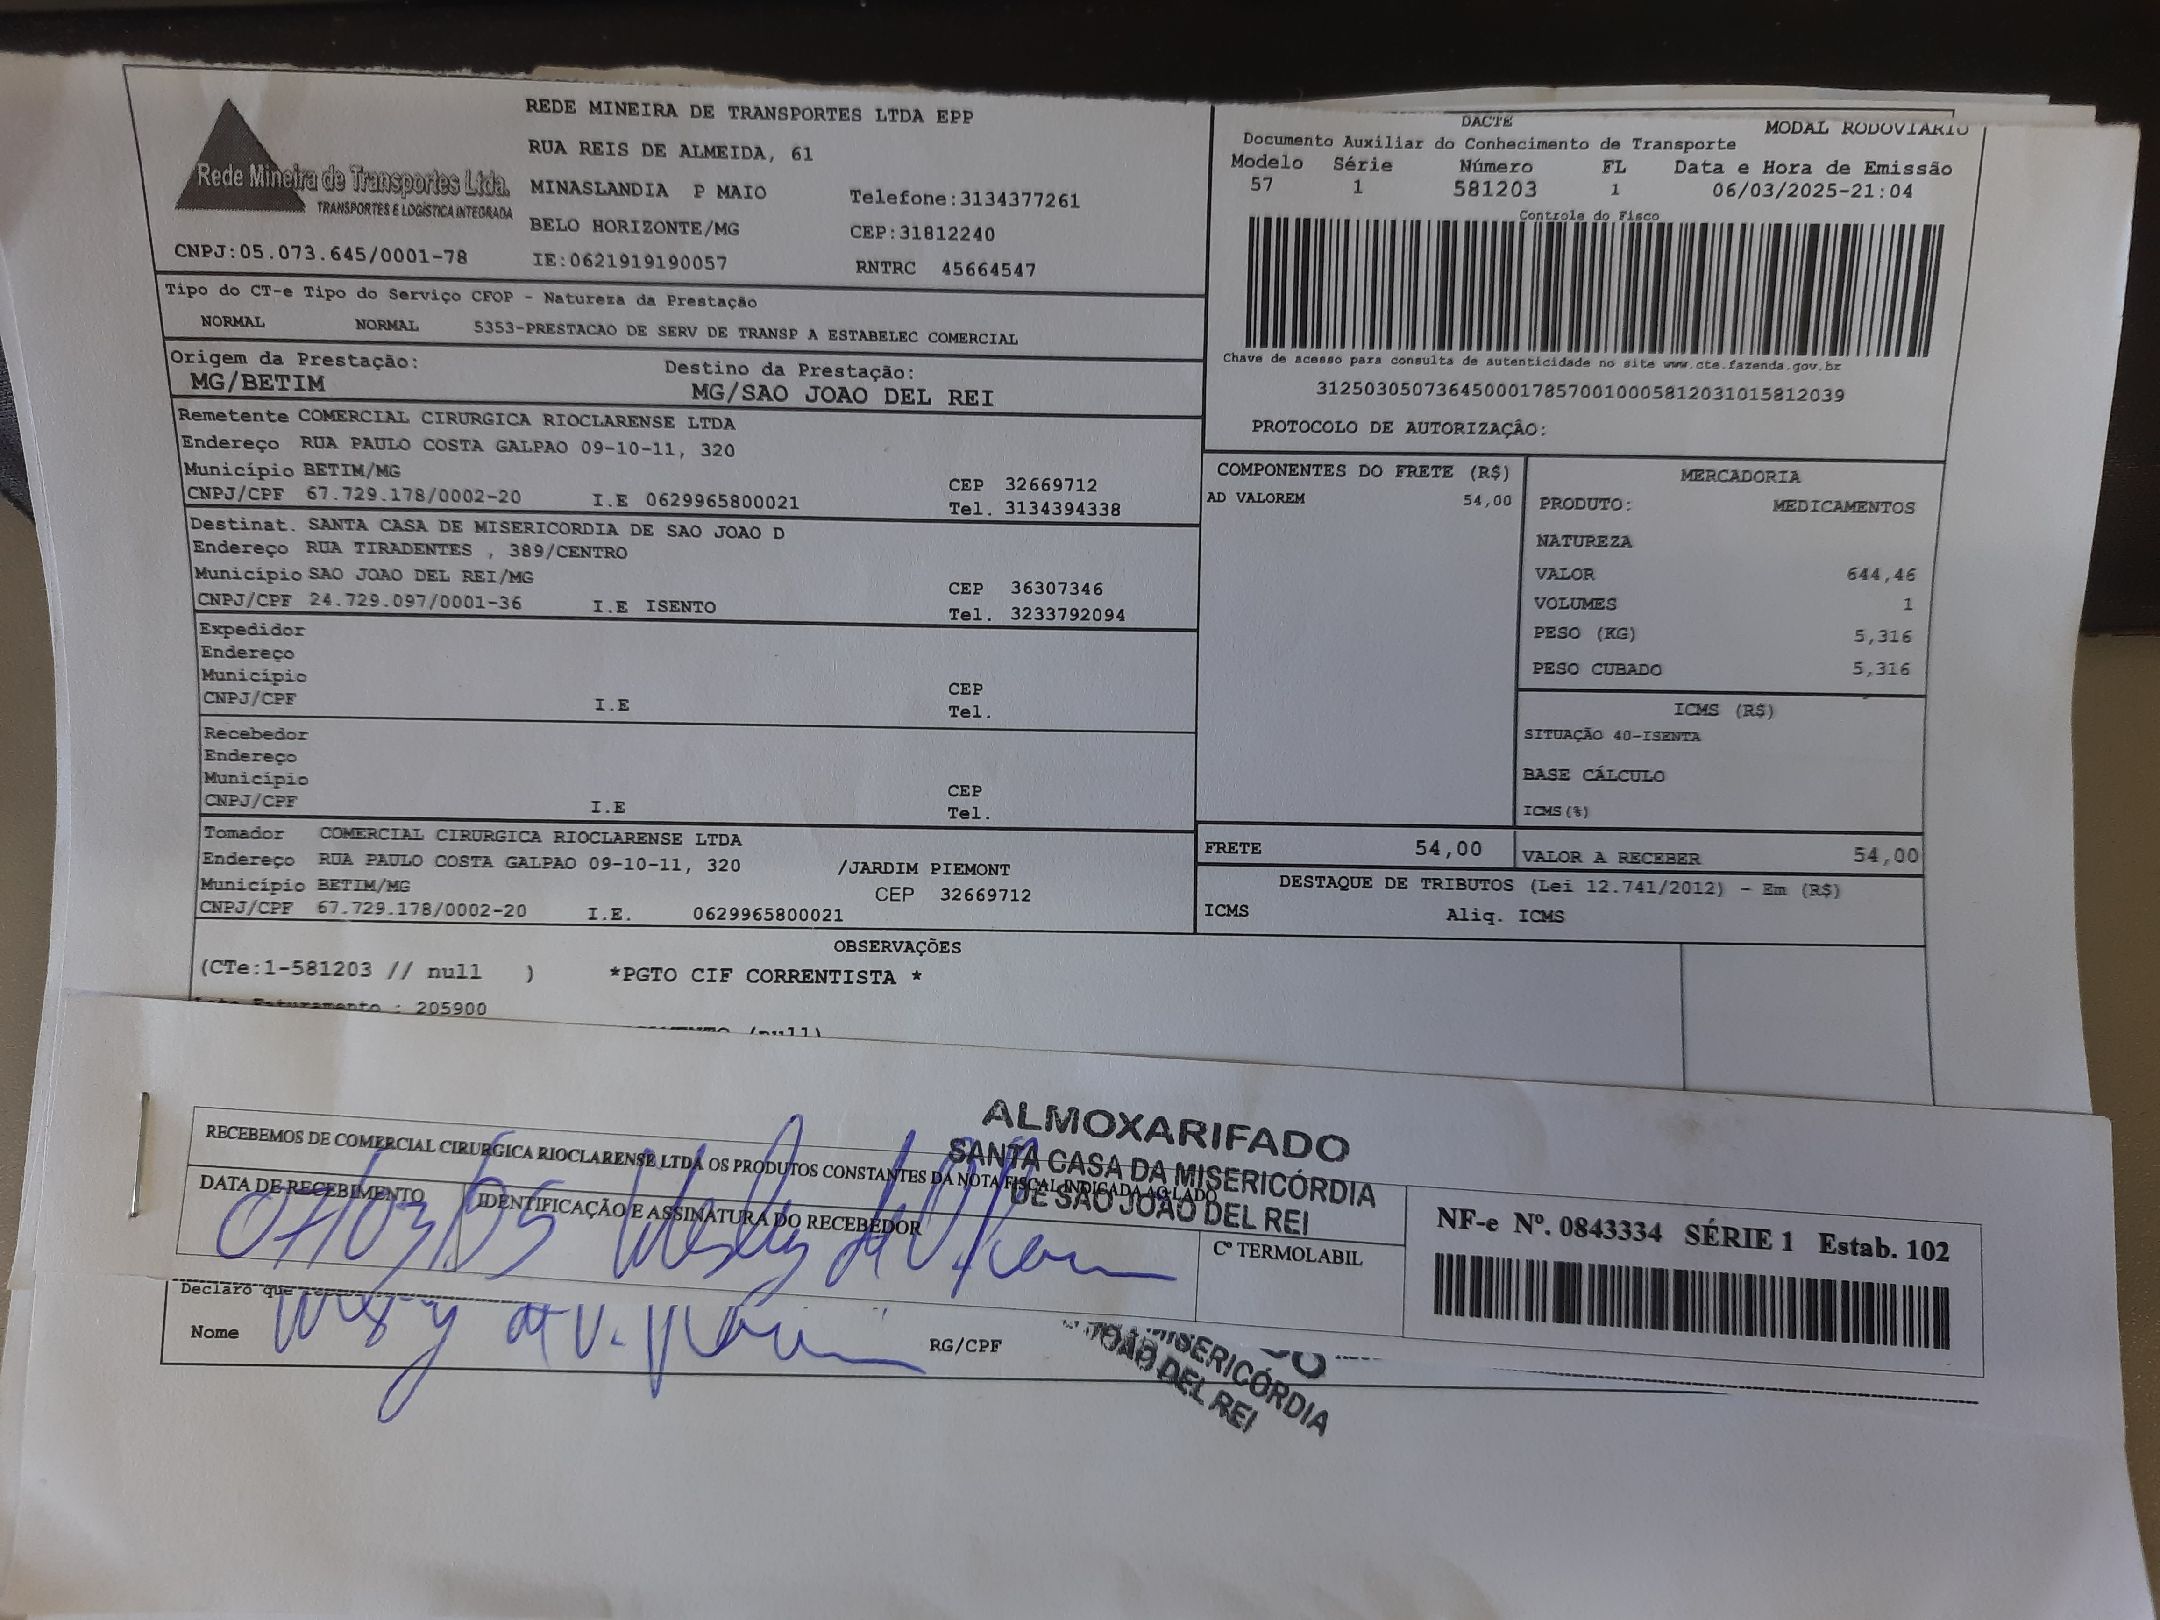 Rede Mineira de Transportes Ltda.
TRANSPORTES E LOGÍSTICA INTEGRADA
CNPJ:05.073.645/0001-78
REDE MINEIRA DE TRANSPORTES LTDA EPP
RUA REIS DE ALMEIDA, 61
MINASLANDIA P MAIO Telefone:3134377261
BELO HORIZONTE/MG CEP:31812240
IE:0621919190057 RNTRC 45664547
DACTE MODAL RODOVIARIO
Documento Auxiliar do Conhecimento de Transporte
Modelo Série Número FL Data e Hora de Emissão
57 1 581203 1 06/03/2025-21:04
Controle do Fisco
Chave de acesso para consulta de autenticidade no site www.cte.fazenda.gov.br
31250305073645000178570010005812031015812039
PROTOCOLO DE AUTORIZAÇÃO:
Tipo do CT-e Tipo do Serviço CFOP - Natureza da Prestação
NORMAL NORMAL 5353-PRESTACAO DE SERV DE TRANSP A ESTABELEC COMERCIAL
Origem da Prestação: Destino da Prestação:
MG/BETIM MG/SAO JOAO DEL REI
Remetente COMERCIAL CIRURGICA RIOCLARENSE LTDA
Endereço RUA PAULO COSTA GALPAO 09-10-11, 320
Município BETIM/MG CEP 32669712
CNPJ/CPF 67.729.178/0002-20 I.E 0629965800021 Tel. 3134394338
Destinat. SANTA CASA DE MISERICORDIA DE SAO JOAO D
Endereço RUA TIRADENTES , 389/CENTRO
Município SAO JOAO DEL REI/MG CEP 36307346
CNPJ/CPF 24.729.097/0001-36 I.E ISENTO Tel. 3233792094
Expedidor
Endereço
Município CEP
CNPJ/CPF I.E Tel.
Recebedor
Endereço
Município CEP
CNPJ/CPF I.E Tel.
Tomador COMERCIAL CIRURGICA RIOCLARENSE LTDA
Endereço RUA PAULO COSTA GALPAO 09-10-11, 320 /JARDIM PIEMONT
Município BETIM/MG CEP 32669712
CNPJ/CPF 67.729.178/0002-20 I.E. 0629965800021
COMPONENTES DO FRETE (R$)
AD VALOREM 54,00
MERCADORIA
PRODUTO: MEDICAMENTOS
NATUREZA
VALOR 644,46
VOLUMES 1
PESO (KG) 5,316
PESO CUBADO 5,316
ICMS (R$)
SITUAÇÃO 40-ISENTA
BASE CÁLCULO
ICMS(%)
FRETE 54,00 VALOR A RECEBER 54,00
DESTAQUE DE TRIBUTOS (Lei 12.741/2012) - Em (R$)
ICMS Aliq. ICMS
OBSERVAÇÕES
(CTe:1-581203 // null ) *PGTO CIF CORRENTISTA *
Faturamento : 205900
(null)
ALMOXARIFADO
SANTA CASA DA MISERICÓRDIA
DE SÃO JOÃO DEL REI
RECEBEMOS DE COMERCIAL CIRURGICA RIOCLARENSE LTDA OS PRODUTOS CONSTANTES DA NOTA FISCAL INDICADA AO LADO
DATA DE RECEBIMENTO IDENTIFICAÇÃO E ASSINATURA DO RECEBEDOR
07/03/25
Cº TERMOLABIL
NF-e Nº. 0843334 SÉRIE 1 Estab. 102
Declaro que
Nome RG/CPF
MISERICÓRDIA
JOÃO DEL REI